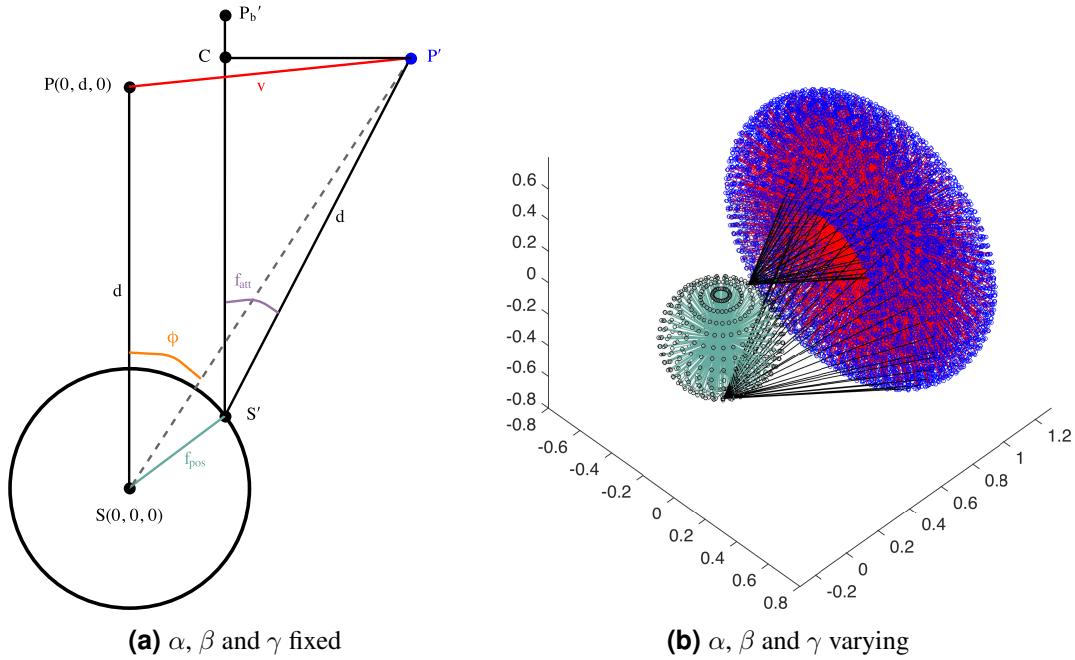 P_b′
C
P′
P(0, d, 0)
v
d
d
f_att
ϕ
S′
f_pos
S(0, 0, 0)
(a) α, β and γ fixed
0.6
0.4
0.2
0
-0.2
-0.4
-0.6
-0.8
-0.8
-0.6
-0.4
-0.2
0
0.2
0.4
0.6
0.8
-0.2
0
0.2
0.4
0.6
0.8
1
1.2
(b) α, β and γ varying